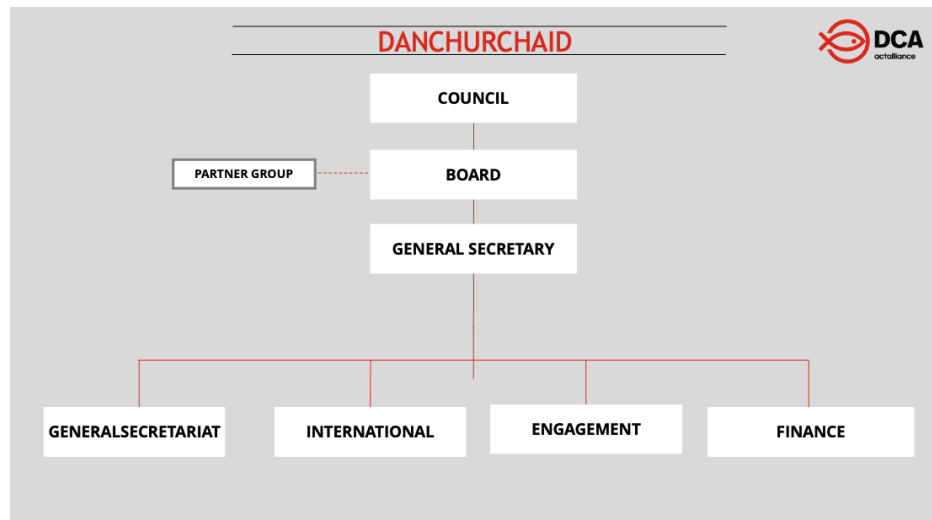 DANCHURCHAID
DCA
actalliance
COUNCIL
PARTNER GROUP
BOARD
GENERAL SECRETARY
GENERALSECRETARIAT
INTERNATIONAL
ENGAGEMENT
FINANCE